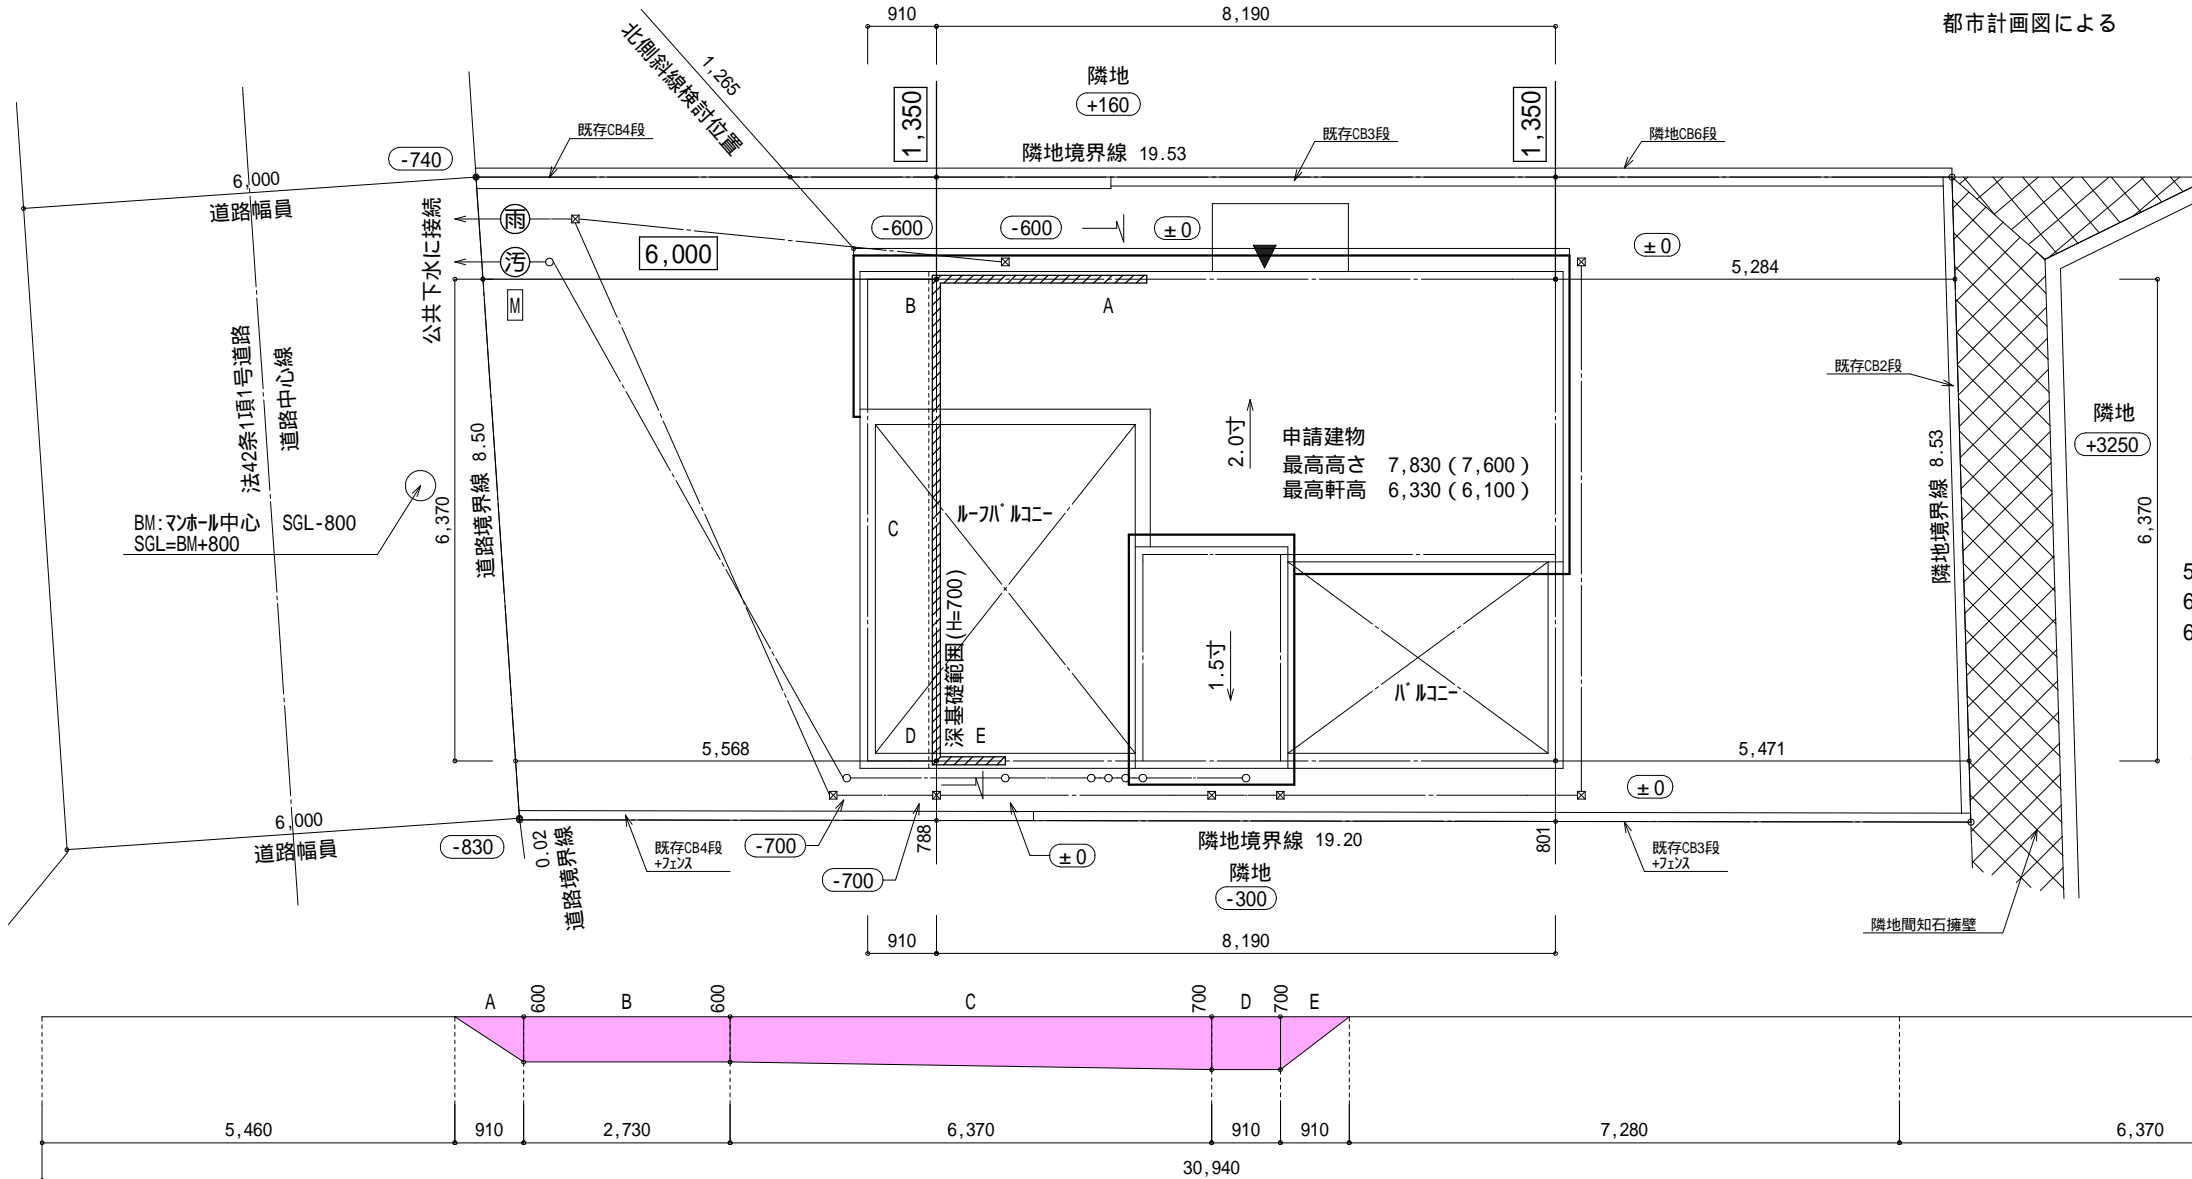 910
8,190
都市計画図による
北側斜線検討位置
1,265
隣地
+160
1,350
1,350
既存CB4段
既存CB3段
隣地CB6段
-740
隣地境界線 19.53
6,000
道路幅員
公共下水に接続
雨
汚
M
6,000
-600
-600
±0
±0
5,284
B
A
法42条1項1号道路
道路中心線
道路境界線 8.50
6,370
BM:マンホール中心 SGL-800
SGL=BM+800
既存CB2段
隣地
+3250
隣地境界線 8.53
6,370
2.0寸
申請建物
最高高さ 7,830(7,600)
最高軒高 6,330(6,100)
ルーフバルコニー
C
深基礎範囲(H=700)
1.5寸
バルコニー
5
6
6
D
E
5,568
5,471
±0
6,000
道路幅員
-830
0.02
道路境界線
既存CB4段
+フェンス
-700
-700
788
±0
隣地境界線 19.20
隣地
-300
801
既存CB3段
+フェンス
隣地間知石擁壁
910
8,190
A
600
B
600
C
700
D
700
E
5,460
910
2,730
6,370
910
910
7,280
6,370
30,940